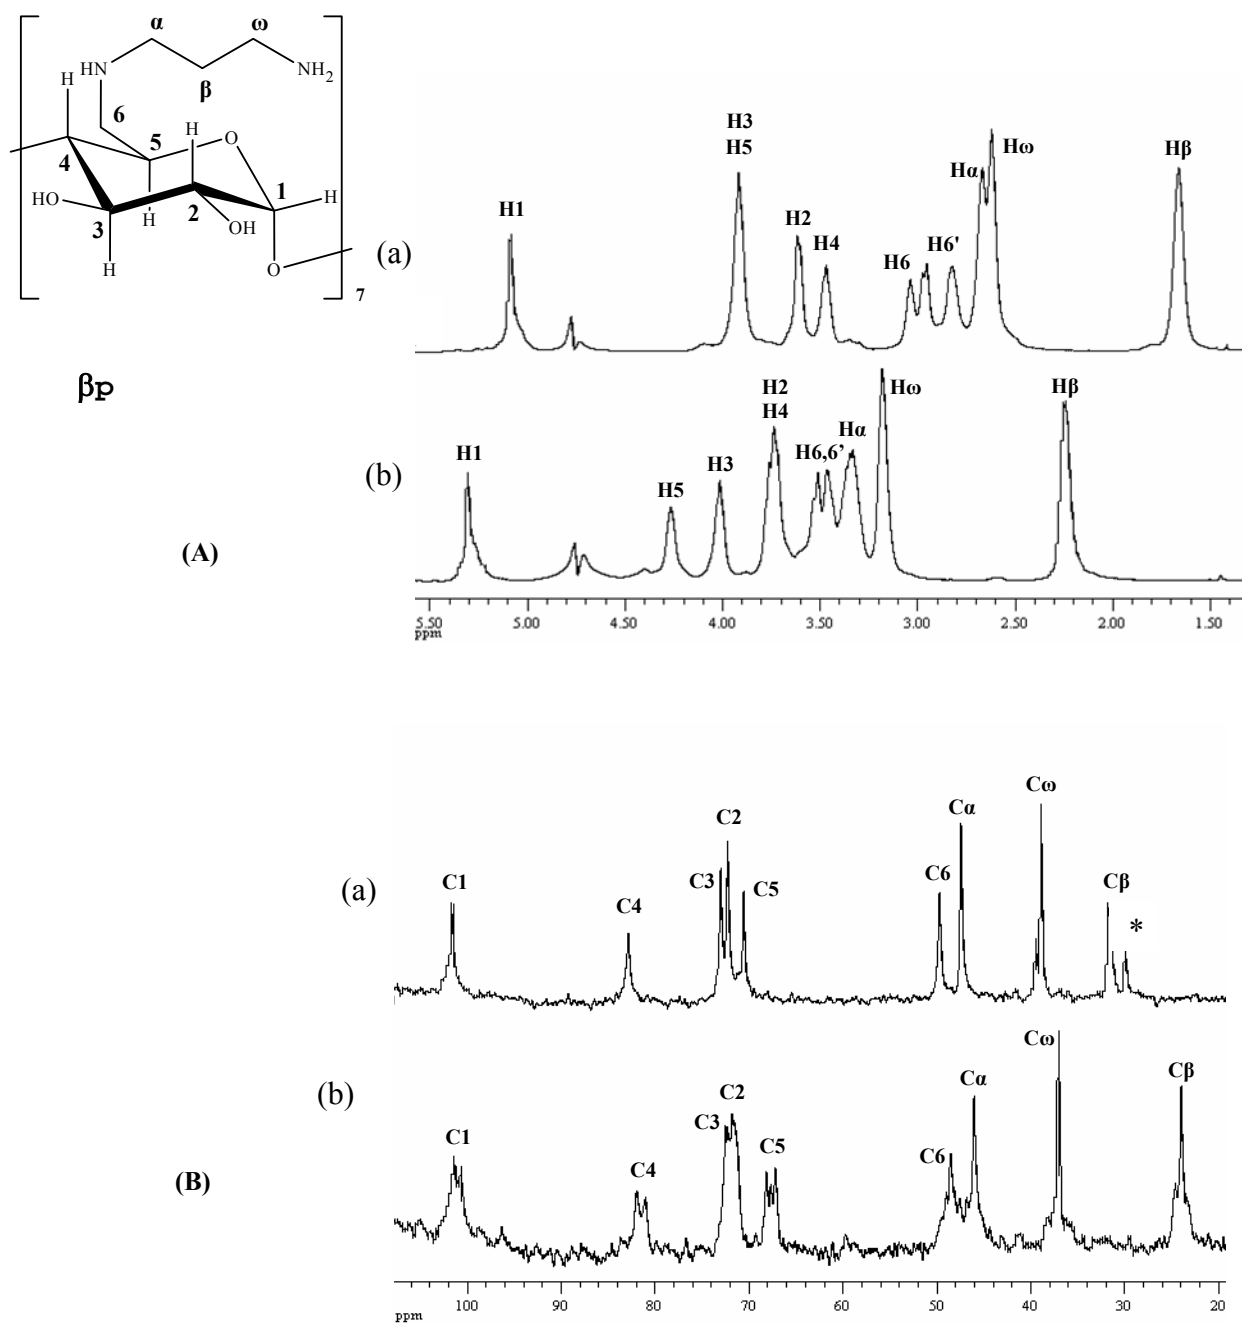 α
ω
HN
NH2
β
H
6
H
5
O
4
1
H
HO
H
2
OH
3
H
O
7
βp
(a)
H3
H5
Hω
Hα
Hβ
H1
H2
H4
H6
H6'
(b)
H2
H4
Hω
Hβ
H1
H5
H3
H6,6’
Hα
(A)
5.50
5.00
4.50
4.00
3.50
3.00
2.50
2.00
1.50
ppm
(a)
Cω
Cα
C2
C1
C4
C3
C5
C6
Cβ
*
(b)
Cω
Cα
Cβ
C2
C3
C1
C4
C5
C6
(B)
100
90
80
70
60
50
40
30
20
ppm